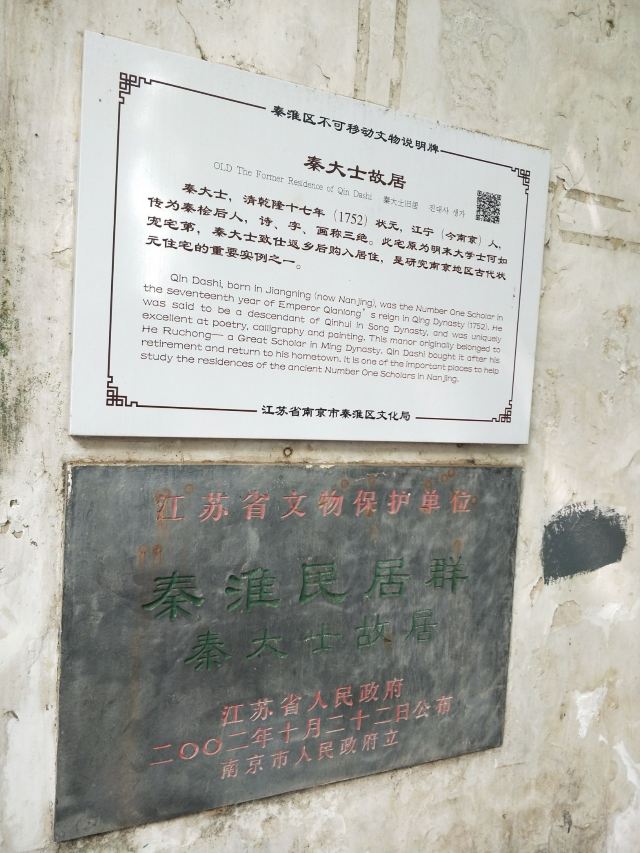 秦淮区不可移动文物说明牌
秦大士故居
OLD The Former Residence of Qin Dashi 秦大士旧居 진대사 생가
秦大士，清乾隆十七年（1752）状元，江宁（今南京）人，
传为秦桧后人，诗、字、画称三绝。此宅原为明末大学士何如
宠宅第，秦大士致仕返乡后购入居住，是研究南京地区古代状
元住宅的重要实例之一。
Qin Dashi, born in Jiangning (now Nanjing), was the Number One Scholar in
the seventeenth year of Emperor Qianlong’s reign in Qing Dynasty (1752). He
was said to be a descendant of Qinhui in Song Dynasty, and was uniquely
excellent at poetry, calligraphy and painting. This manor originally belonged to
He Ruchong— a Great Scholar in Ming Dynasty, Qin Dashi bought it after his
retirement and return to his hometown. It is one of the important places to help
study the residences of the ancient Number One Scholars in Nanjing.
江苏省南京市秦淮区文化局
江苏省文物保护单位
秦淮民居群
秦大士故居
江苏省人民政府
二〇〇二年十月二十二日公布
南京市人民政府立